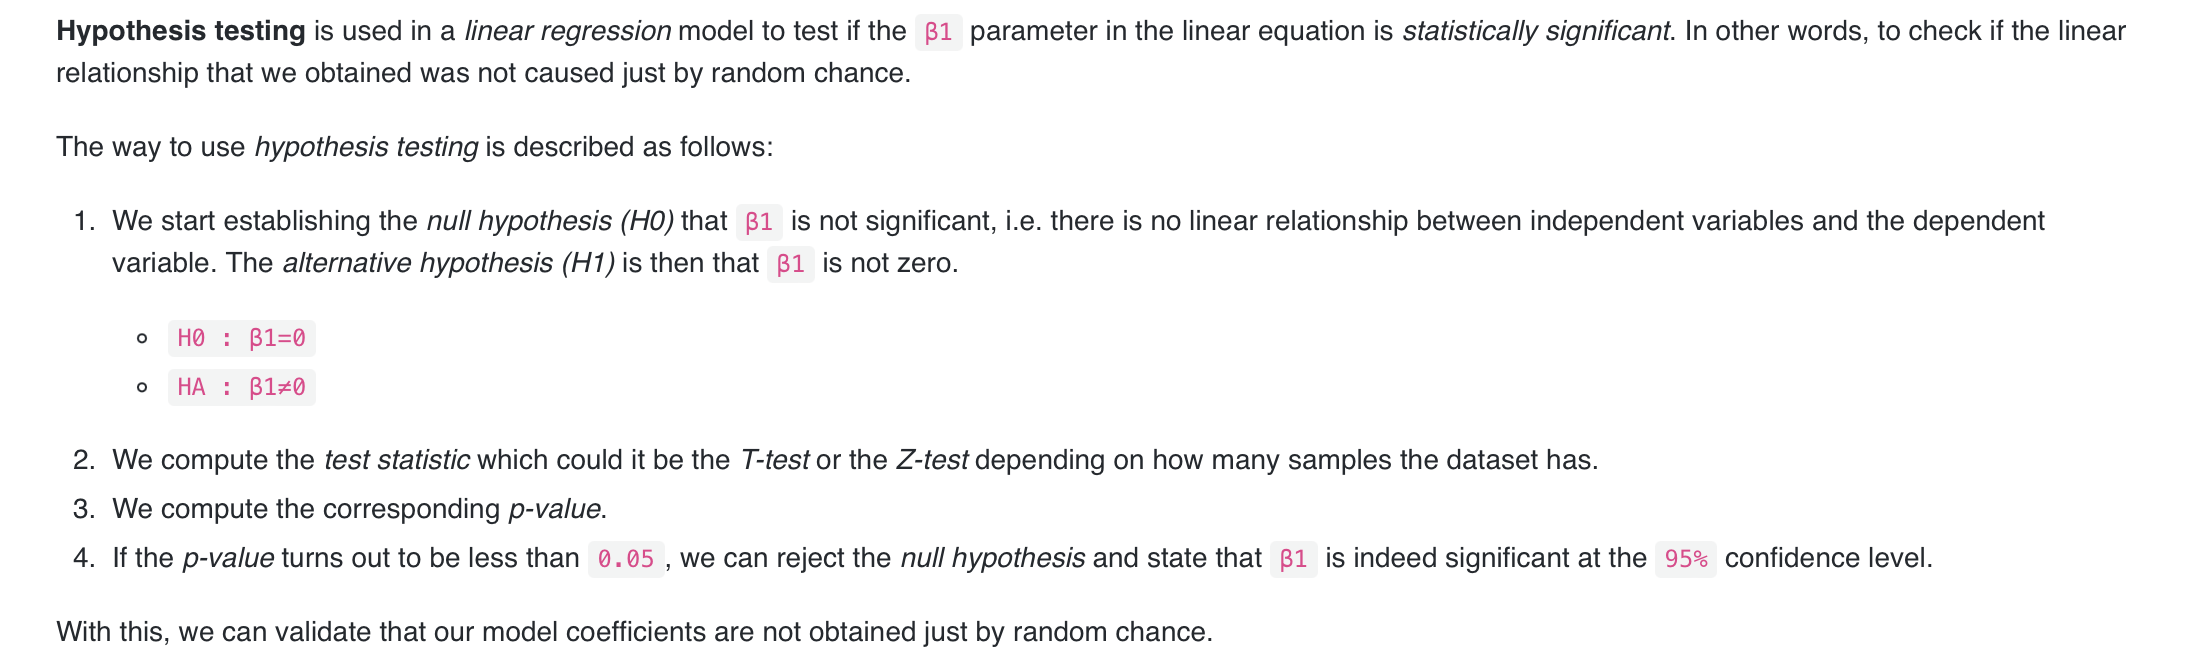 Hypothesis testing is used in a linear regression model to test if the β1 parameter in the linear equation is statistically significant. In other words, to check if the linear
relationship that we obtained was not caused just by random chance.
The way to use hypothesis testing is described as follows:
1. We start establishing the null hypothesis (H0) that β1 is not significant, i.e. there is no linear relationship between independent variables and the dependent
variable. The alternative hypothesis (H1) is then that β1 is not zero.
◦ H0 : β1=0
◦ HA : β1≠0
2. We compute the test statistic which could it be the T-test or the Z-test depending on how many samples the dataset has.
3. We compute the corresponding p-value.
4. If the p-value turns out to be less than 0.05 , we can reject the null hypothesis and state that β1 is indeed significant at the 95% confidence level.
With this, we can validate that our model coefficients are not obtained just by random chance.